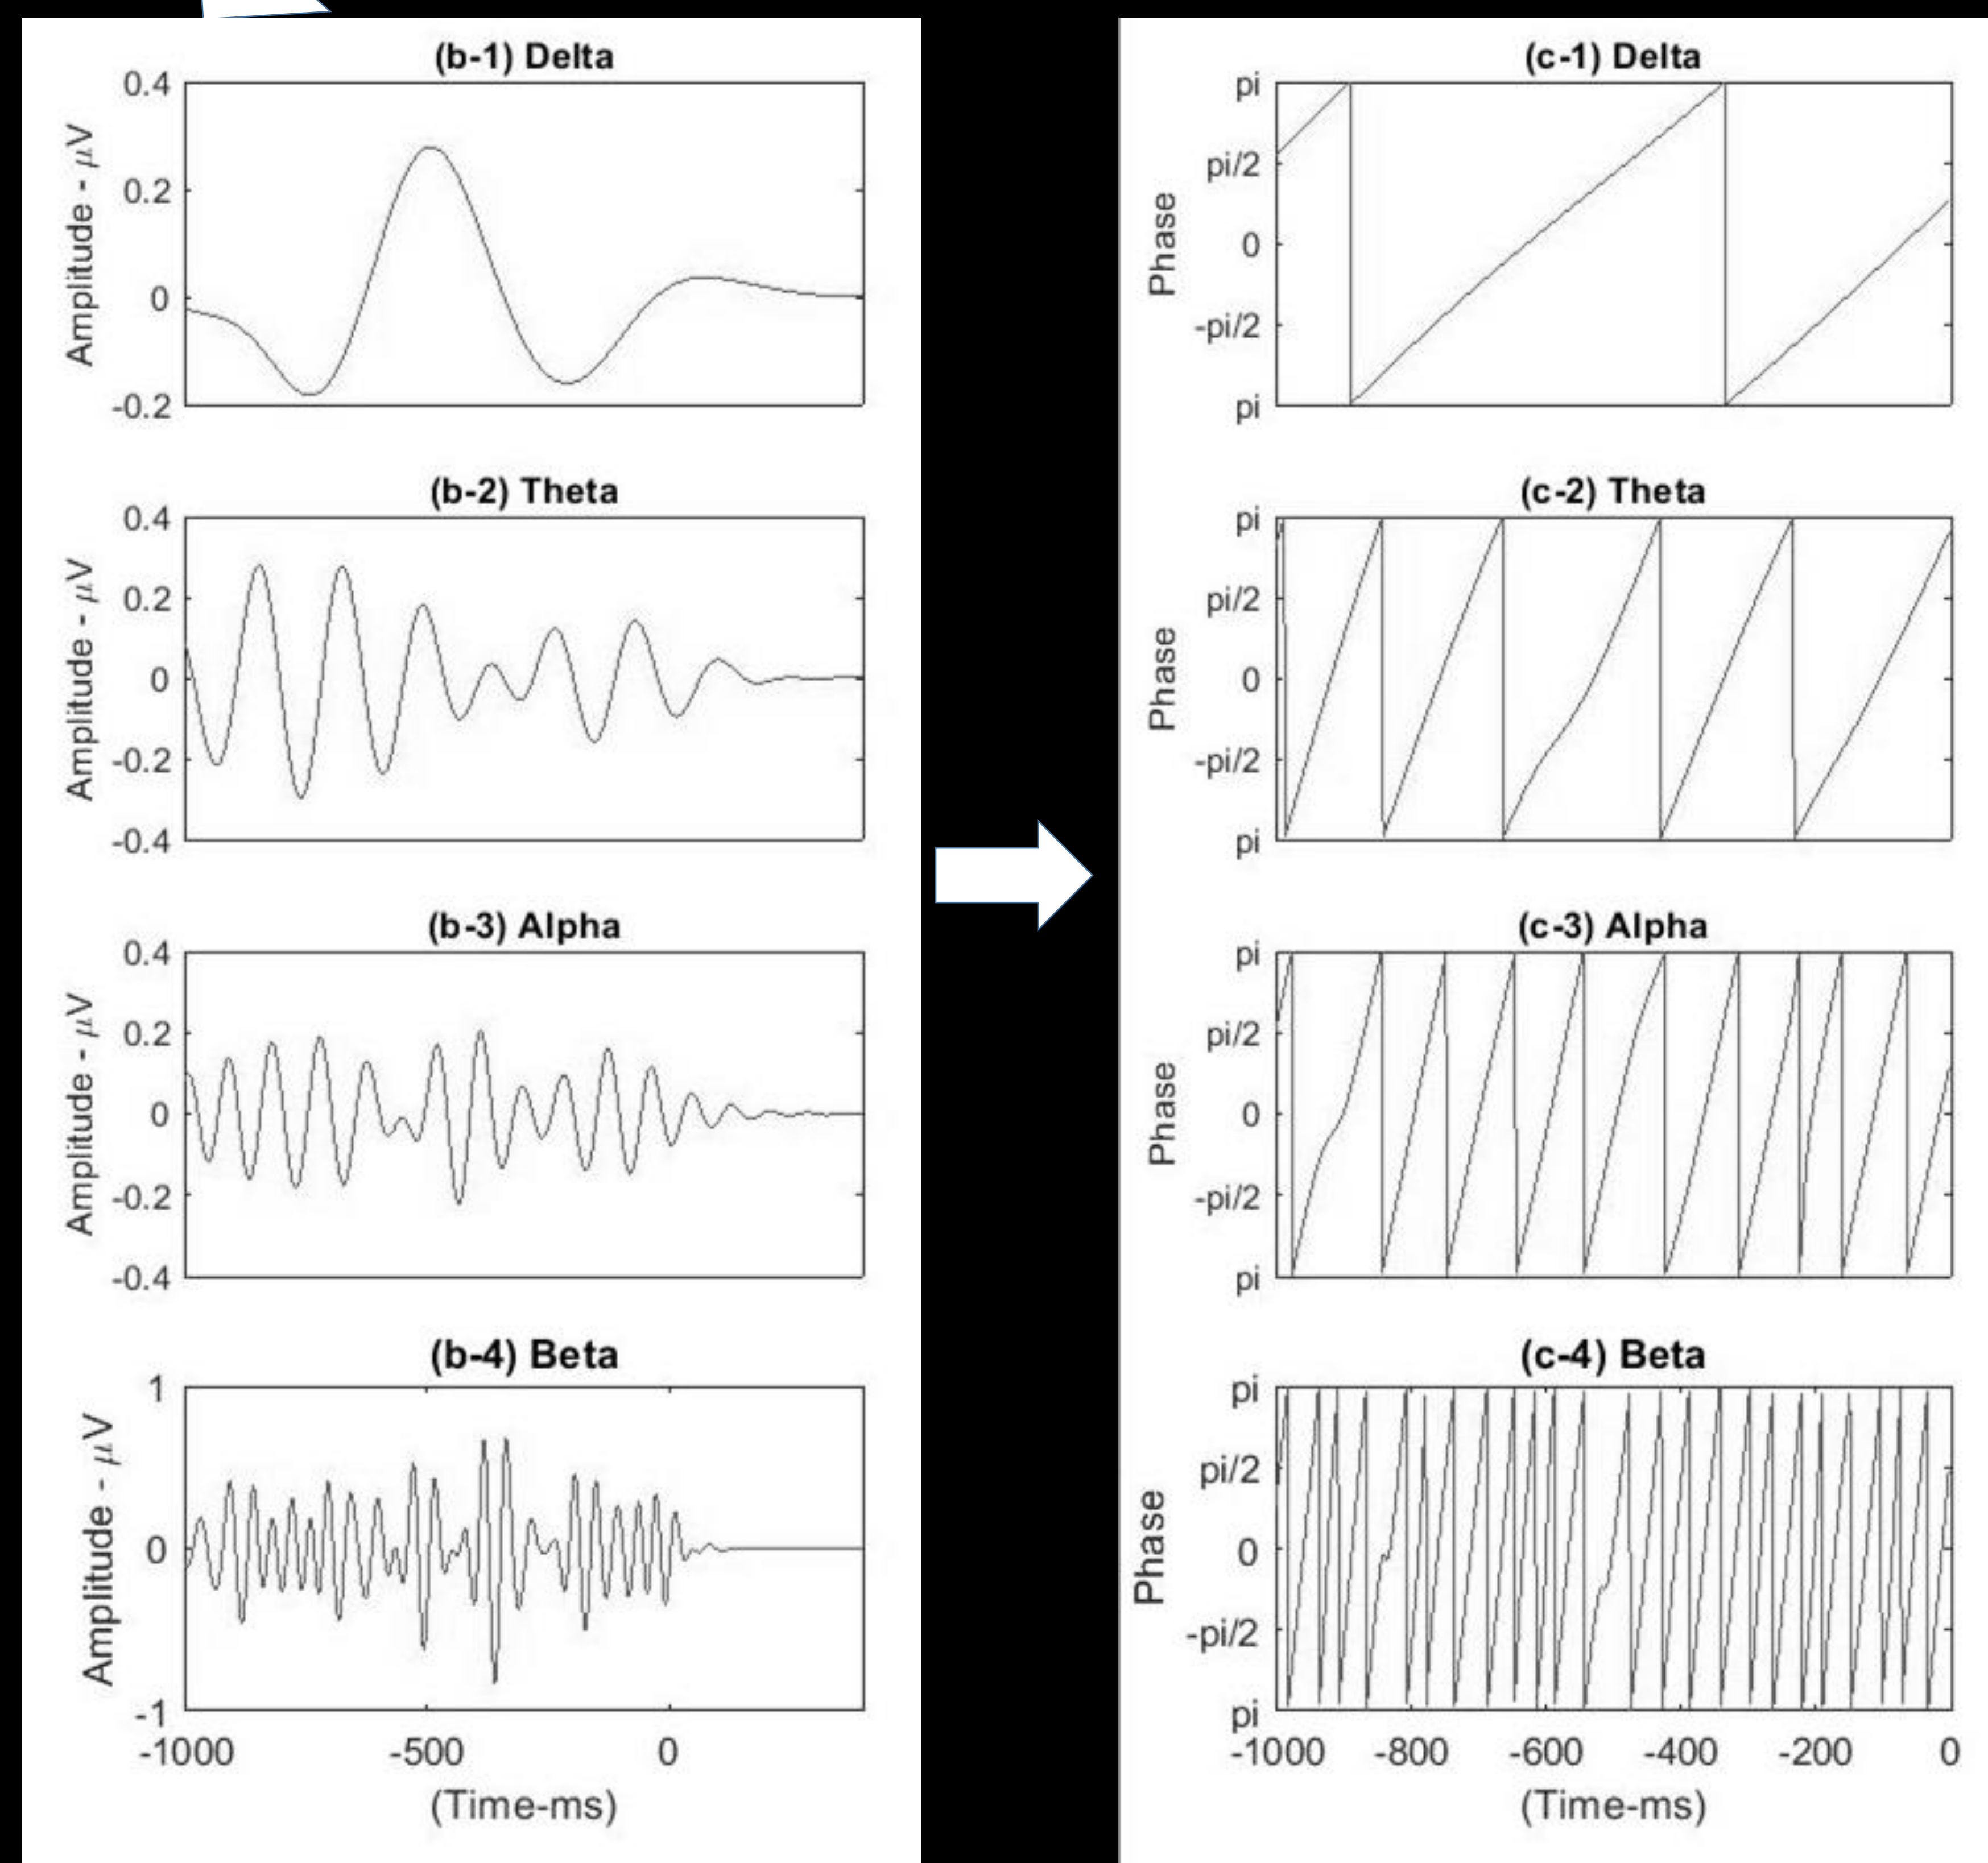 (b-1) Delta
0.4
0.2
0
-0.2
Amplitude - μV
(b-2) Theta
0.4
0.2
0
-0.2
-0.4
Amplitude - μV
(b-3) Alpha
0.4
0.2
0
-0.2
-0.4
Amplitude - μV
(b-4) Beta
1
0
-1
Amplitude - μV
-1000 -500 0
(Time-ms)
(c-1) Delta
pi
pi/2
0
-pi/2
pi
Phase
(c-2) Theta
pi
pi/2
0
-pi/2
pi
Phase
(c-3) Alpha
pi
pi/2
0
-pi/2
pi
Phase
(c-4) Beta
pi
pi/2
0
-pi/2
pi
Phase
-1000 -800 -600 -400 -200 0
(Time-ms)